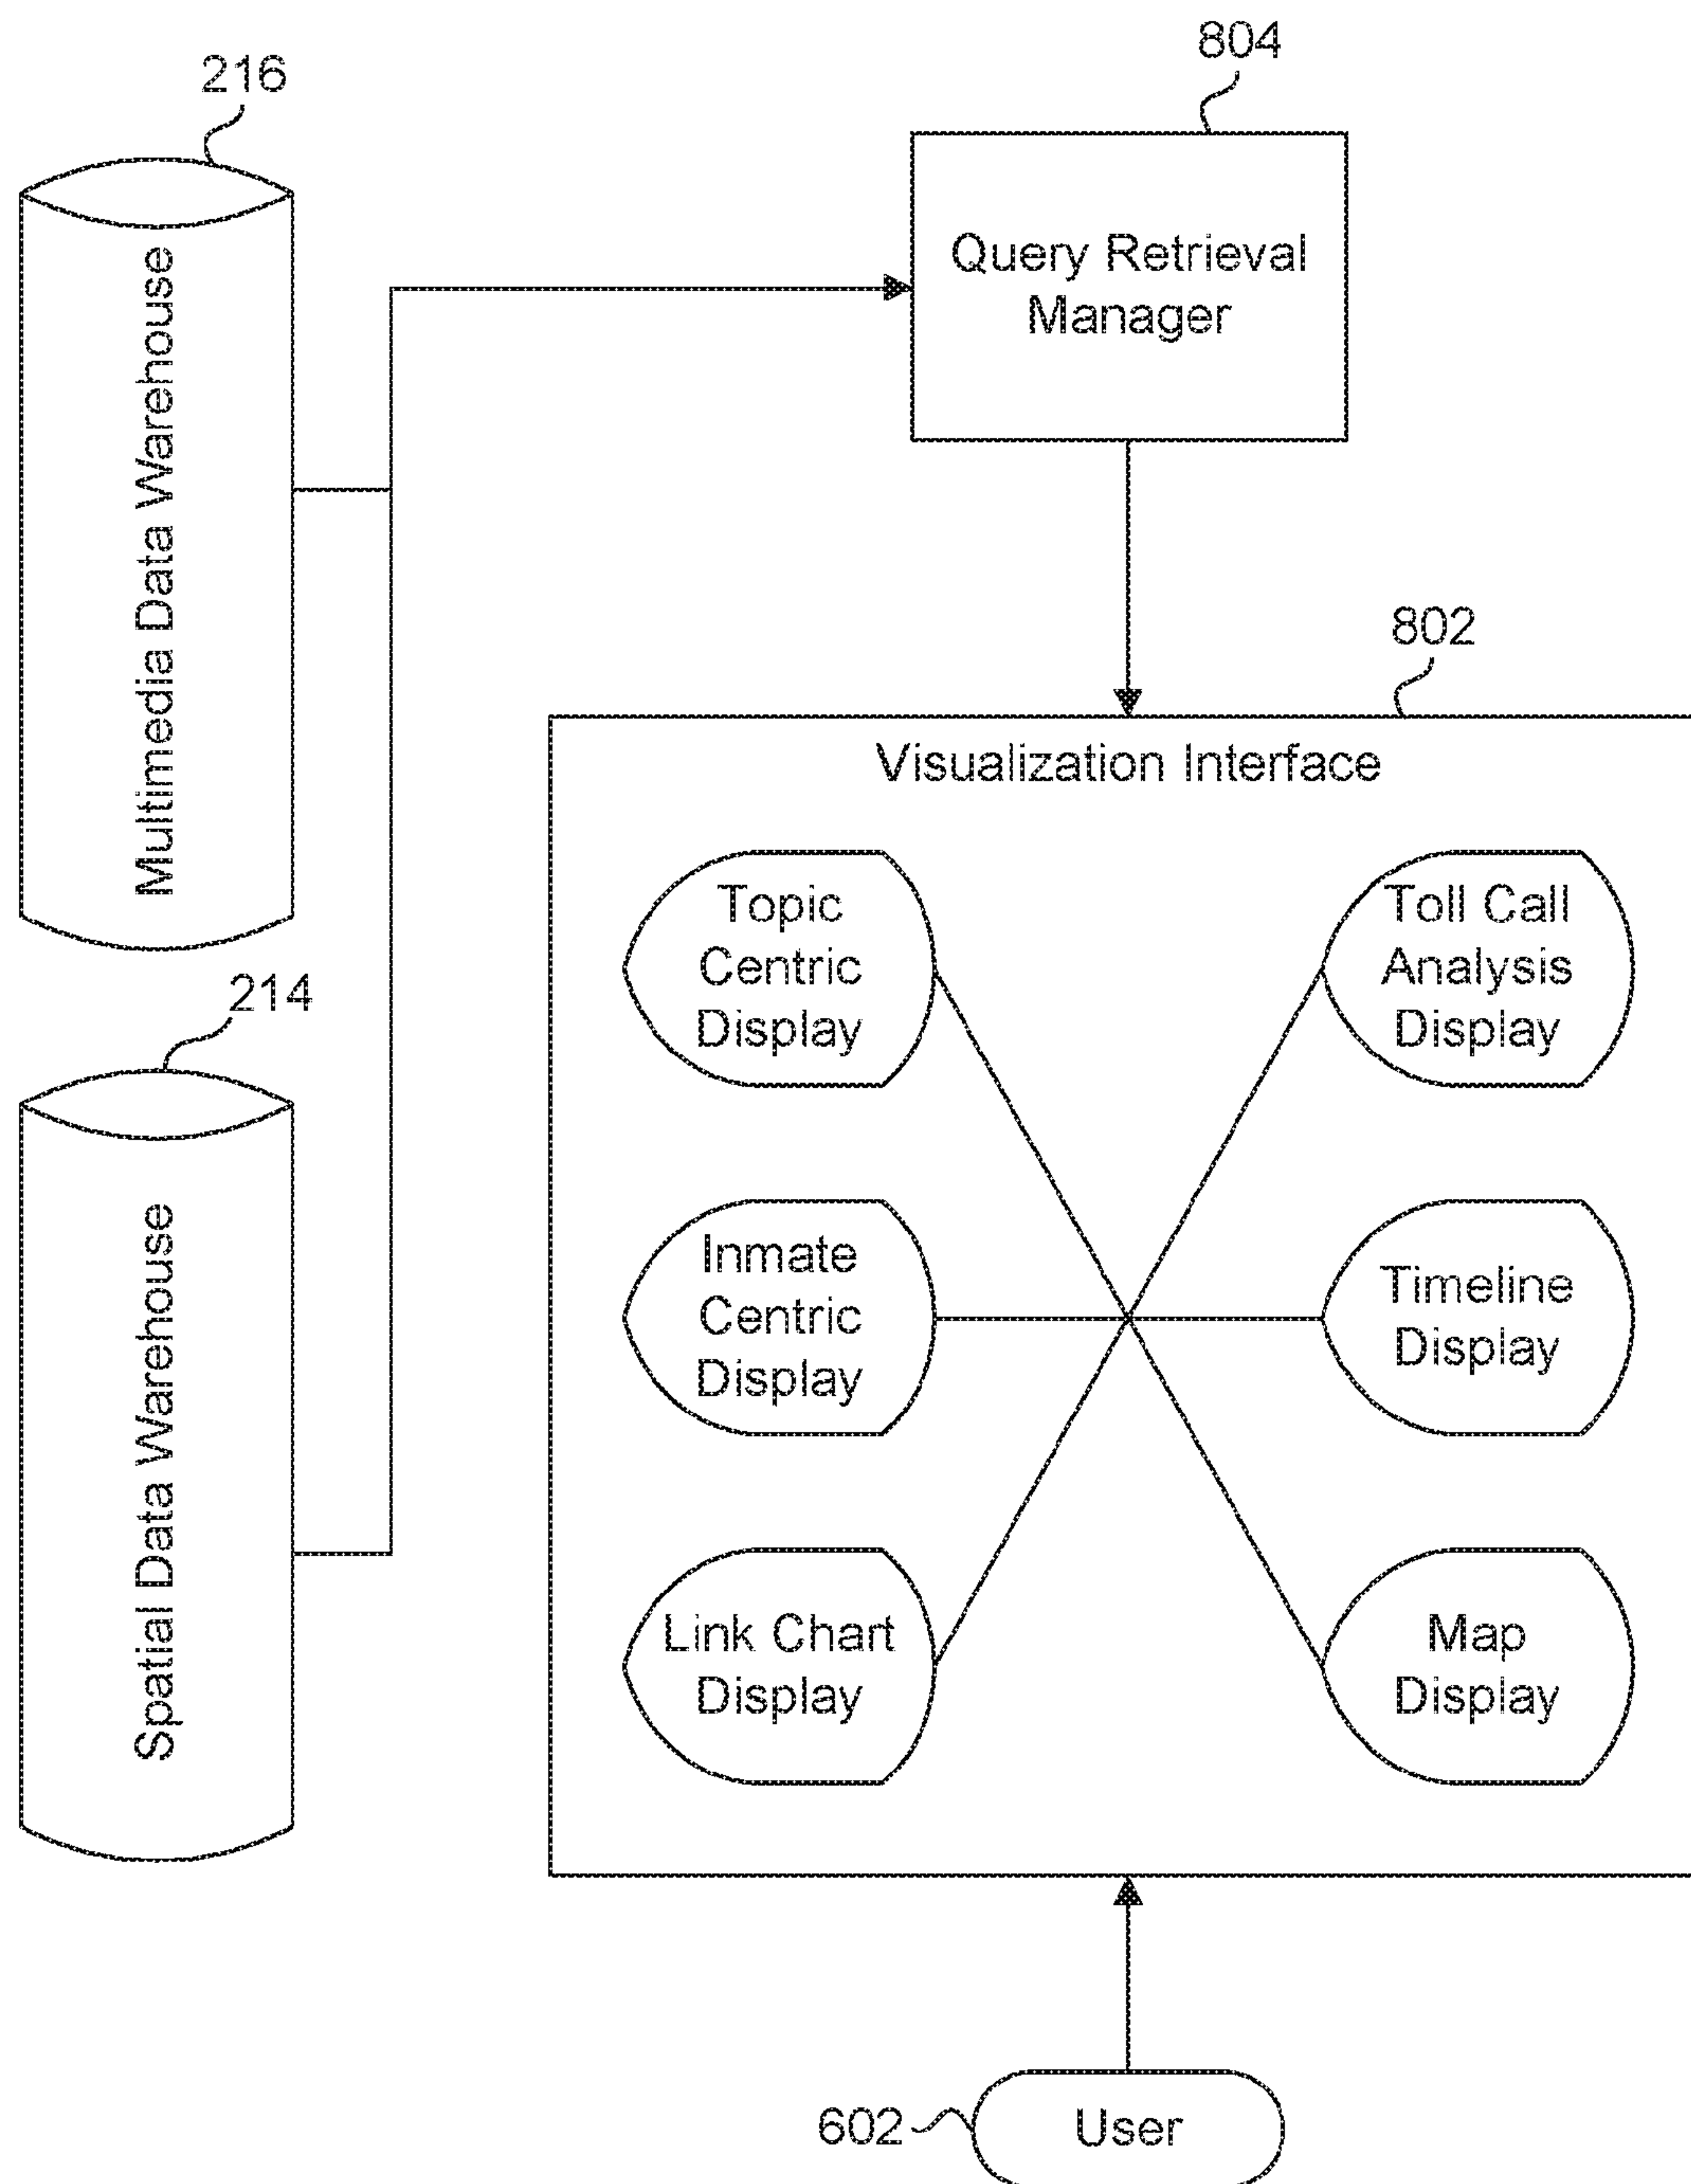 804
216
Query Retrieval
Manager
Multimedia Data Warehouse
802
Visualization Interface
Topic
Centric
Display
Toll Call
Analysis
Display
214
Inmate
Centric
Display
Timeline
Display
Spatial Data Warehouse
Link Chart
Display
Map
Display
602
User